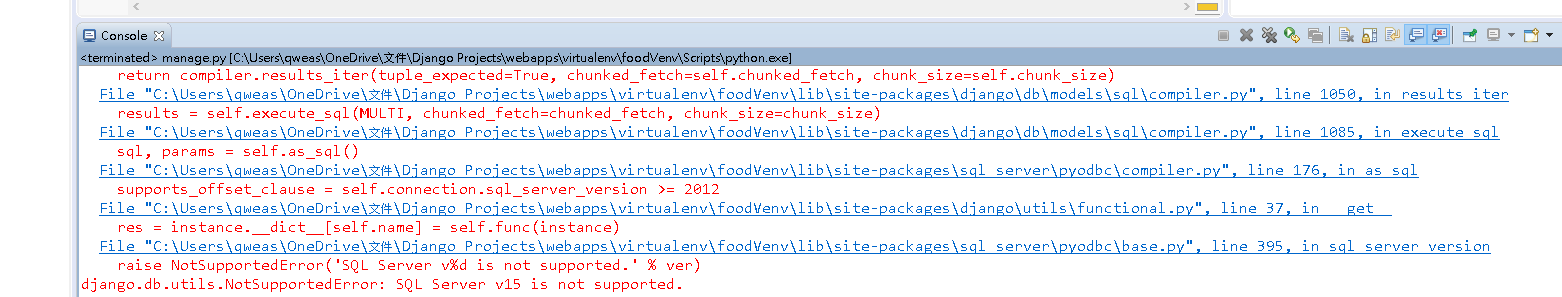 Console
<terminated> manage.py [C:\Users\qweas\OneDrive\文件\Django Projects\webapps\virtualenv\foodVenv\Scripts\python.exe]
return compiler.results_iter(tuple_expected=True, chunked_fetch=self.chunked_fetch, chunk_size=self.chunk_size)
File "C:\Users\qweas\OneDrive\文件\Django Projects\webapps\virtualenv\foodVenv\lib\site-packages\django\db\models\sql\compiler.py", line 1050, in results_iter
results = self.execute_sql(MULTI, chunked_fetch=chunked_fetch, chunk_size=chunk_size)
File "C:\Users\qweas\OneDrive\文件\Django Projects\webapps\virtualenv\foodVenv\lib\site-packages\django\db\models\sql\compiler.py", line 1085, in execute_sql
sql, params = self.as_sql()
File "C:\Users\qweas\OneDrive\文件\Django Projects\webapps\virtualenv\foodVenv\lib\site-packages\sql_server\pyodbc\compiler.py", line 176, in as_sql
supports_offset_clause = self.connection.sql_server_version >= 2012
File "C:\Users\qweas\OneDrive\文件\Django Projects\webapps\virtualenv\foodVenv\lib\site-packages\django\utils\functional.py", line 37, in __get__
res = instance.__dict__[self.name] = self.func(instance)
File "C:\Users\qweas\OneDrive\文件\Django Projects\webapps\virtualenv\foodVenv\lib\site-packages\sql_server\pyodbc\base.py", line 395, in sql_server_version
raise NotSupportedError('SQL Server v%d is not supported.' % ver)
django.db.utils.NotSupportedError: SQL Server v15 is not supported.